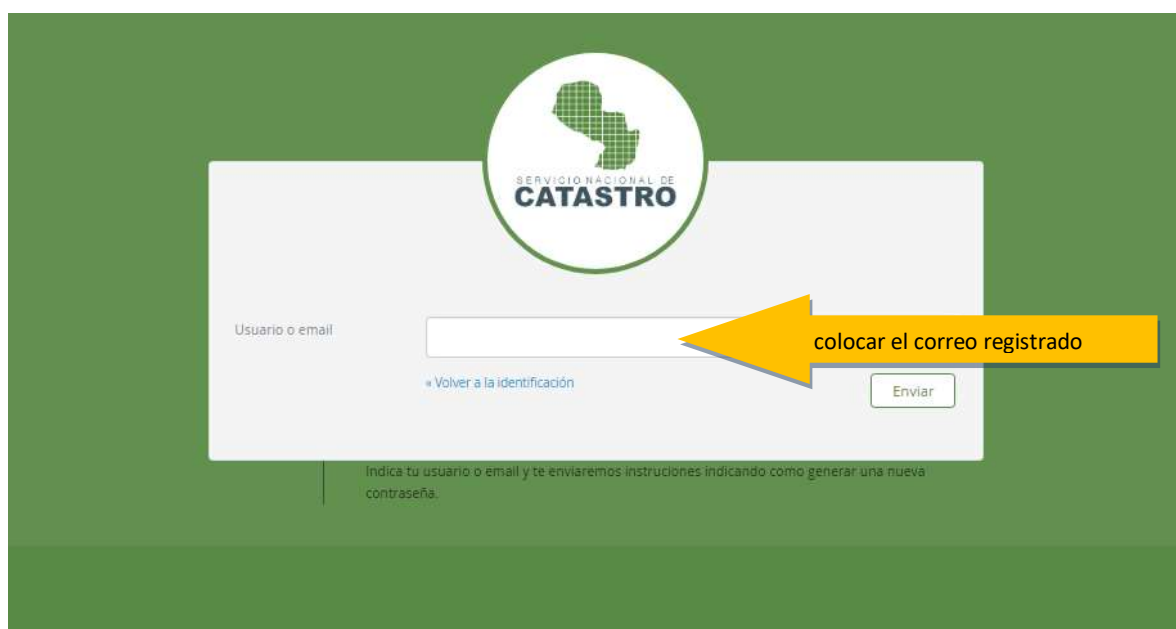 SERVICIO NACIONAL DE
CATASTRO
Usuario o email
colocar el correo registrado
« Volver a la identificación
Enviar
Indica tu usuario o email y te enviaremos instruciones indicando como generar una nueva
contraseña.